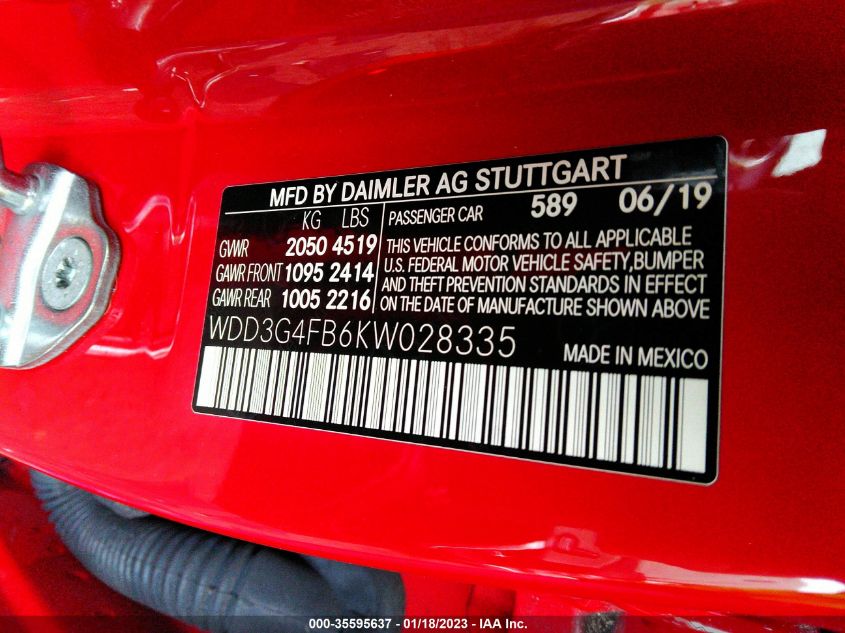 MFD BY DAIMLER AG STUTTGART
KG LBS
GVWR 2050 4519
GAWR FRONT 1095 2414
GAWR REAR 1005 2216
PASSENGER CAR 589 06/19
THIS VEHICLE CONFORMS TO ALL APPLICABLE
U.S. FEDERAL MOTOR VEHICLE SAFETY,BUMPER
AND THEFT PREVENTION STANDARDS IN EFFECT
ON THE DATE OF MANUFACTURE SHOWN ABOVE
WDD3G4FB6KW028335
MADE IN MEXICO
000-35595637 - 01/18/2023 - IAA Inc.